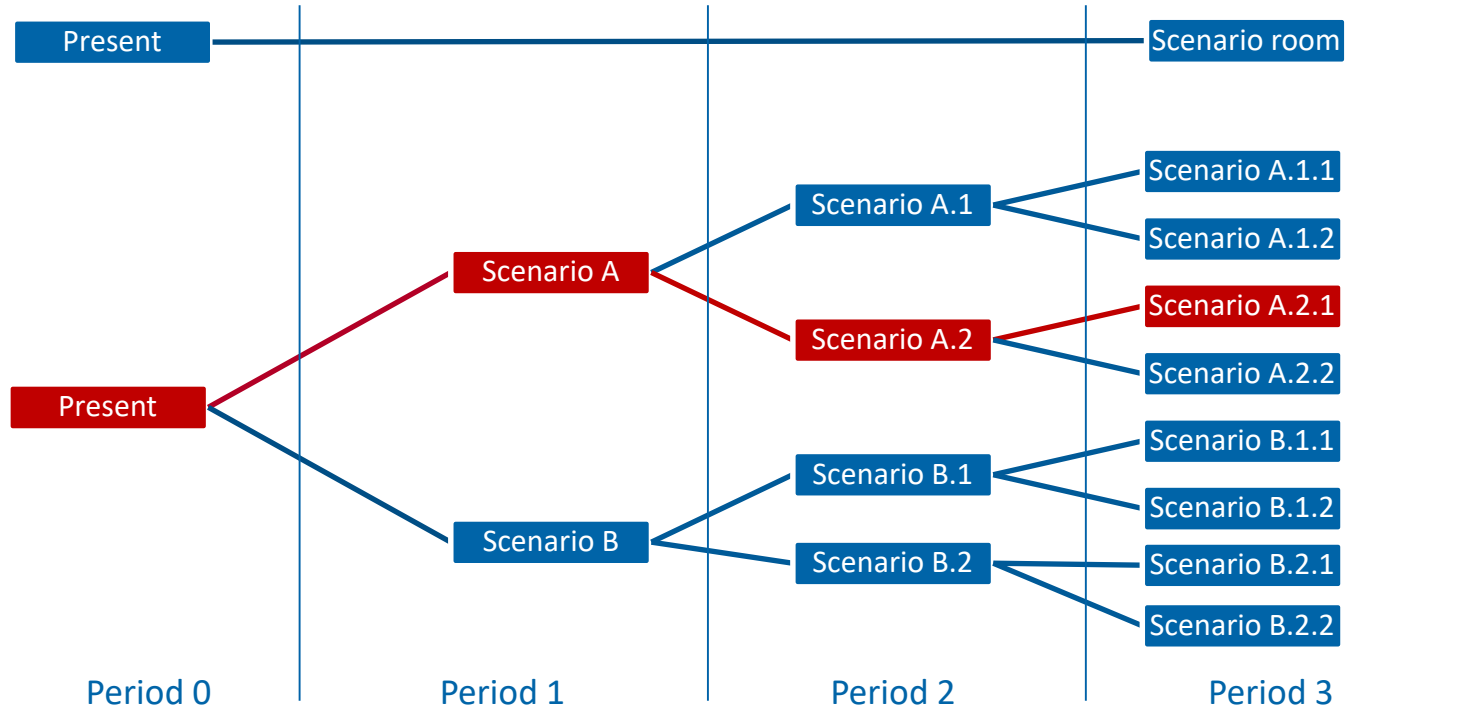 Present
Scenario room
Scenario A.1.1
Scenario A.1
Scenario A.1.2
Scenario A
Scenario A.2.1
Scenario A.2
Scenario A.2.2
Present
Scenario B.1.1
Scenario B.1
Scenario B.1.2
Scenario B
Scenario B.2
Scenario B.2.1
Scenario B.2.2
Period 0
Period 1
Period 2
Period 3